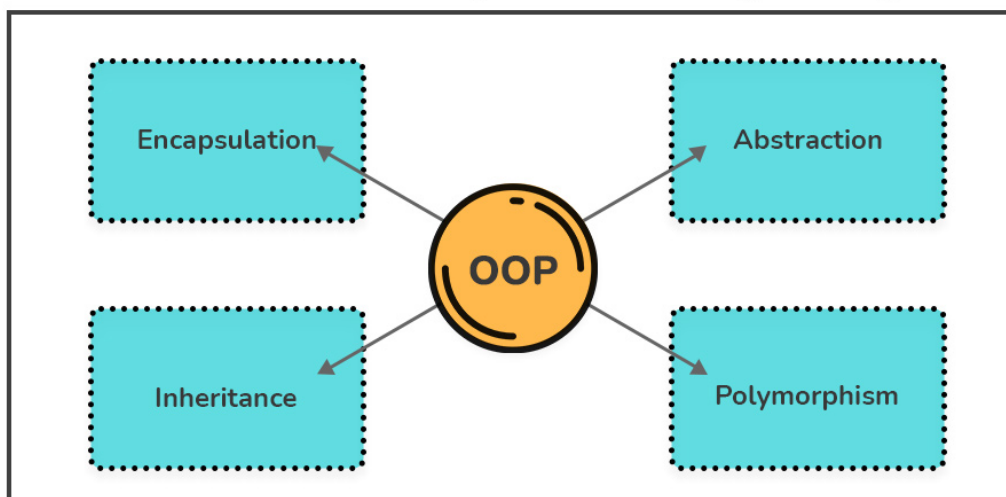 Encapsulation
Abstraction
OOP
Inheritance
Polymorphism